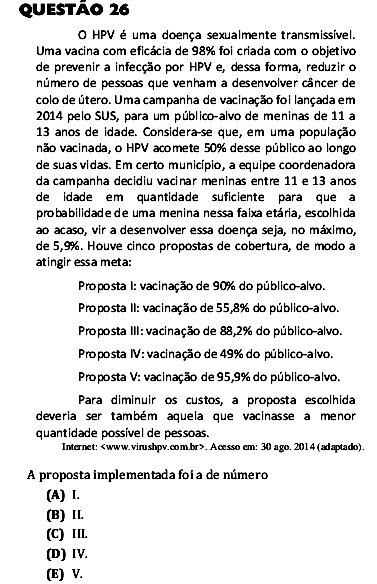 QUESTÃO 26
O HPV é uma doença sexualmente transmissível.
Uma vacina com eficácia de 98% foi criada com o objetivo
de prevenir a infecção por HPV e, dessa forma, reduzir o
número de pessoas que venham a desenvolver câncer de
colo de útero. Uma campanha de vacinação foi lançada em
2014 pelo SUS, para um público-alvo de meninas de 11 a
13 anos de idade. Considera-se que, em uma população
não vacinada, o HPV acomete 50% desse público ao longo
de suas vidas. Em certo município, a equipe coordenadora
da campanha decidiu vacinar meninas entre 11 e 13 anos
de idade em quantidade suficiente para que a
probabilidade de uma menina nessa faixa etária, escolhida
ao acaso, vir a desenvolver essa doença seja, no máximo,
de 5,9%. Houve cinco propostas de cobertura, de modo a
atingir essa meta:
Proposta I: vacinação de 90% do público-alvo.
Proposta II: vacinação de 55,8% do público-alvo.
Proposta III: vacinação de 88,2% do público-alvo.
Proposta IV: vacinação de 49% do público-alvo.
Proposta V: vacinação de 95,9% do público-alvo.
Para diminuir os custos, a proposta escolhida
deveria ser também aquela que vacinasse a menor
quantidade possível de pessoas.
Internet: <www.virushpv.com.br>. Acesso em: 30 ago. 2014 (adaptado).
A proposta implementada foi a de número
(A) I.
(B) II.
(C) III.
(D) IV.
(E) V.